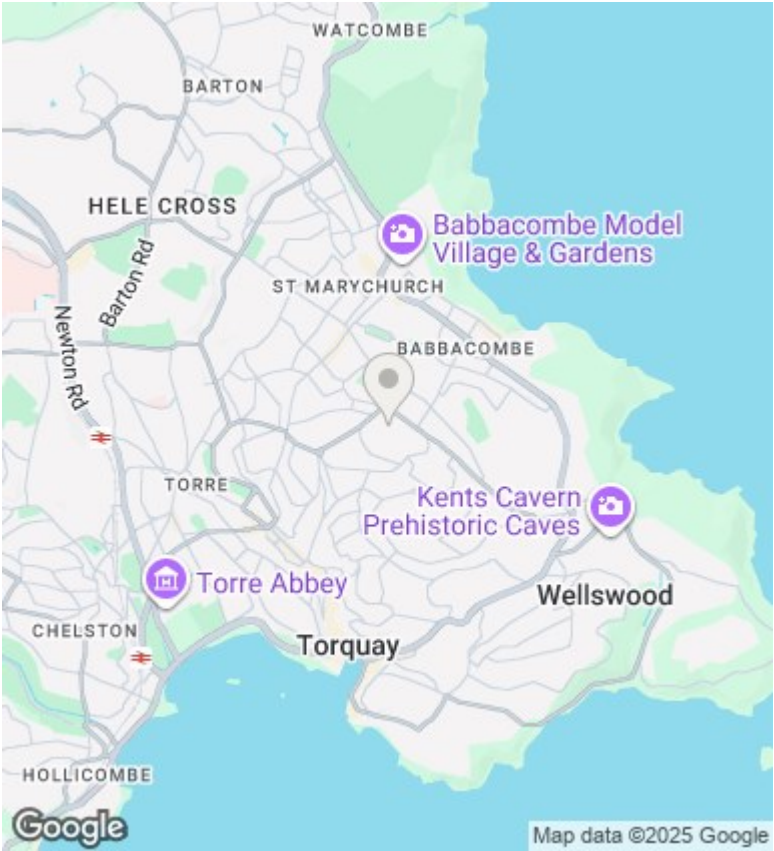 WATCOMBE
BARTON
HELE CROSS
Babbacombe Model
Village & Gardens
Barton Rd
ST MARYCHURCH
Newton Rd
BABBACOMBE
TORRE
Kents Cavern
Prehistoric Caves
Torre Abbey
Wellswood
CHELSTON
Torquay
HOLLICOMBE
Google
Map data ©2025 Google